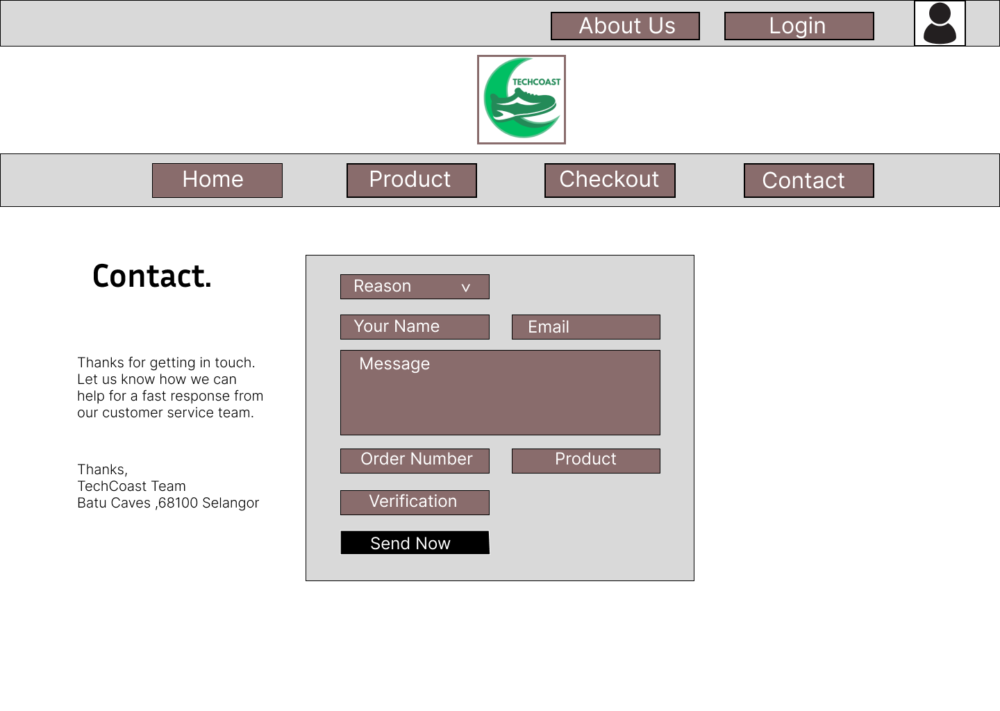 About Us
Login
TECHCOAST
Home
Product
Checkout
Contact
Contact.
Thanks for getting in touch.
Let us know how we can
help for a fast response from
our customer service team.
Thanks,
TechCoast Team
Batu Caves ,68100 Selangor
Reason v
Your Name
Email
Message
Order Number
Product
Verification
Send Now